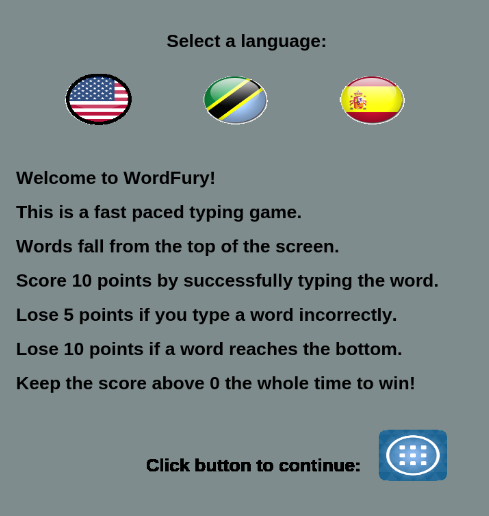 Select a language:
Welcome to WordFury!
This is a fast paced typing game.
Words fall from the top of the screen.
Score 10 points by successfully typing the word.
Lose 5 points if you type a word incorrectly.
Lose 10 points if a word reaches the bottom.
Keep the score above 0 the whole time to win!
Click button to continue: